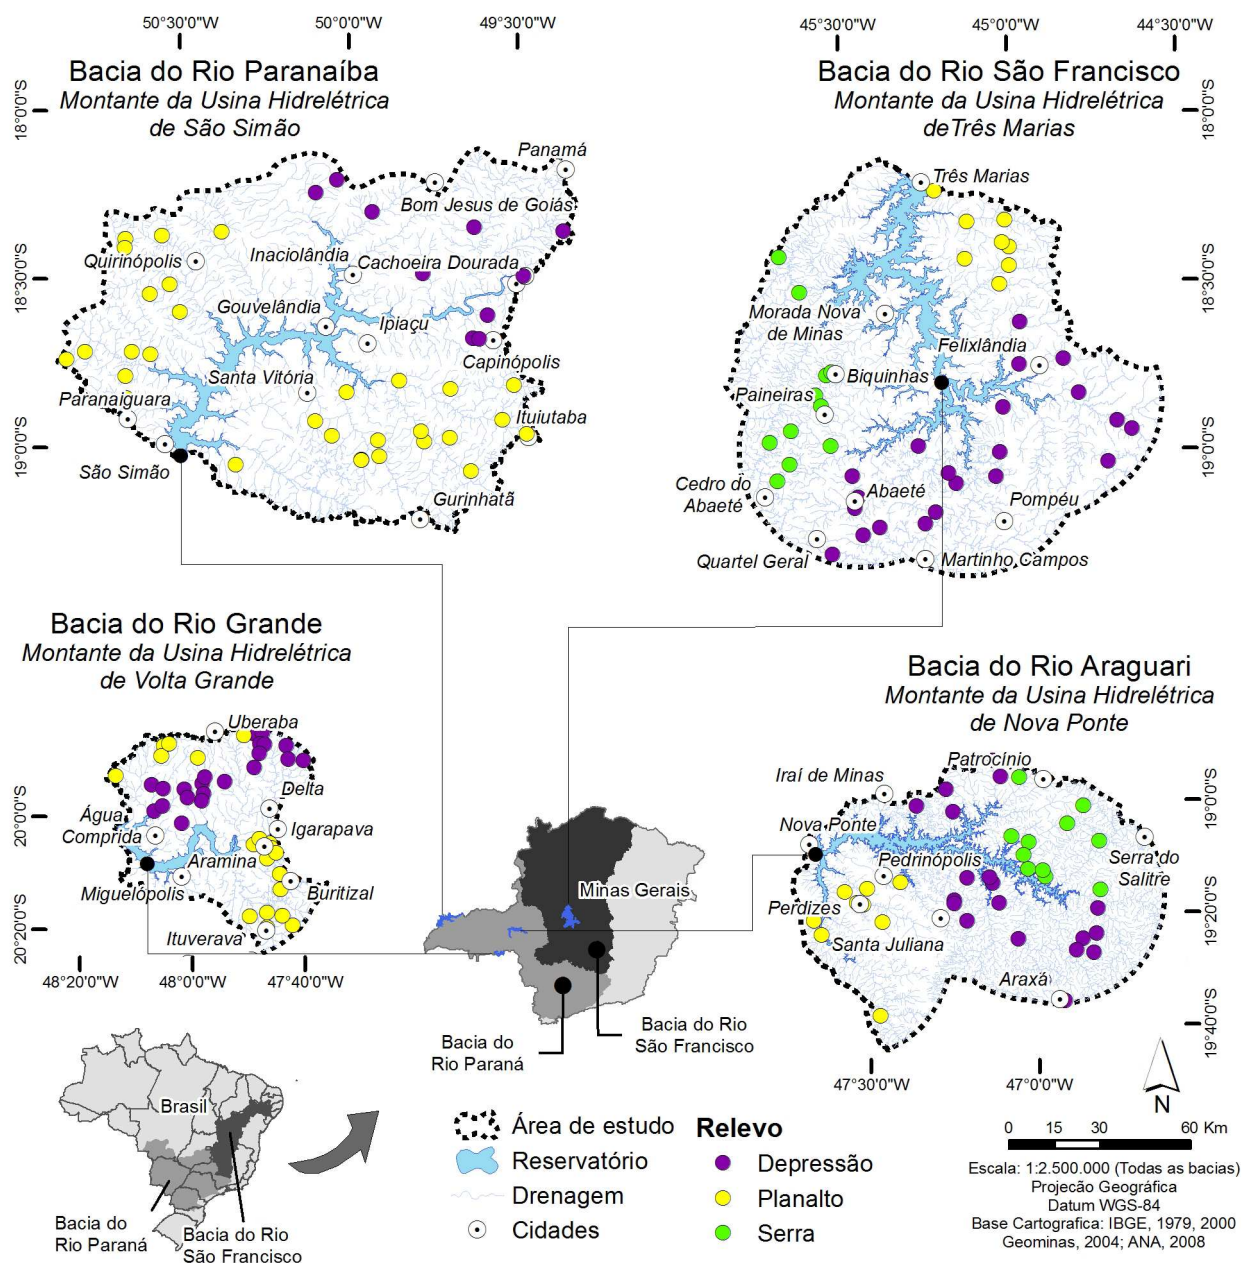 50°30'0"W
50°0'0"W
49°30'0"W
45°30'0"W
45°0'0"W
44°30'0"W
Bacia do Rio Paranaíba
Montante da Usina Hidrelétrica
de São Simão
18°0'0"S
18°30'0"S
19°0'0"S
Panamá
Bom Jesus de Goiás
Quirinópolis
Inaciolândia
Cachoeira Dourada
Gouvelândia
Ipiaçu
Capinópolis
Santa Vitória
Paranaiguara
Ituiutaba
São Simão
Gurinhatã
Bacia do Rio São Francisco
Montante da Usina Hidrelétrica
deTrês Marias
18°0'0"S
18°30'0"S
19°0'0"S
Três Marias
Morada Nova
de Minas
Felixlândia
Biquinhas
Paineiras
Cedro do
Abaeté
Abaeté
Pompéu
Quartel Geral
Martinho Campos
Bacia do Rio Grande
Montante da Usina Hidrelétrica
de Volta Grande
Uberaba
Delta
Água
Comprida
Igarapava
Aramina
Miguelópolis
Buritizal
Ituverava
20°0'0"S
20°20'0"S
48°20'0"W
48°0'0"W
47°40'0"W
Bacia do Rio Araguari
Montante da Usina Hidrelétrica
de Nova Ponte
Patrocínio
Iraí de Minas
Nova Ponte
Pedrinópolis
Serra do
Salitre
Perdizes
Santa Juliana
Araxá
19°0'0"S
19°20'0"S
19°40'0"S
47°30'0"W
47°0'0"W
Minas Gerais
Bacia do
Rio Paraná
Bacia do Rio
São Francisco
Brasil
Bacia do
Rio Paraná
Bacia do Rio
São Francisco
Área de estudo
Reservatório
Drenagem
Cidades
Relevo
Depressão
Planalto
Serra
N
0 15 30 60 Km
Escala: 1:2.500.000 (Todas as bacias)
Projecão Geográfica
Datum WGS-84
Base Cartografica: IBGE, 1979, 2000
Geominas, 2004; ANA, 2008